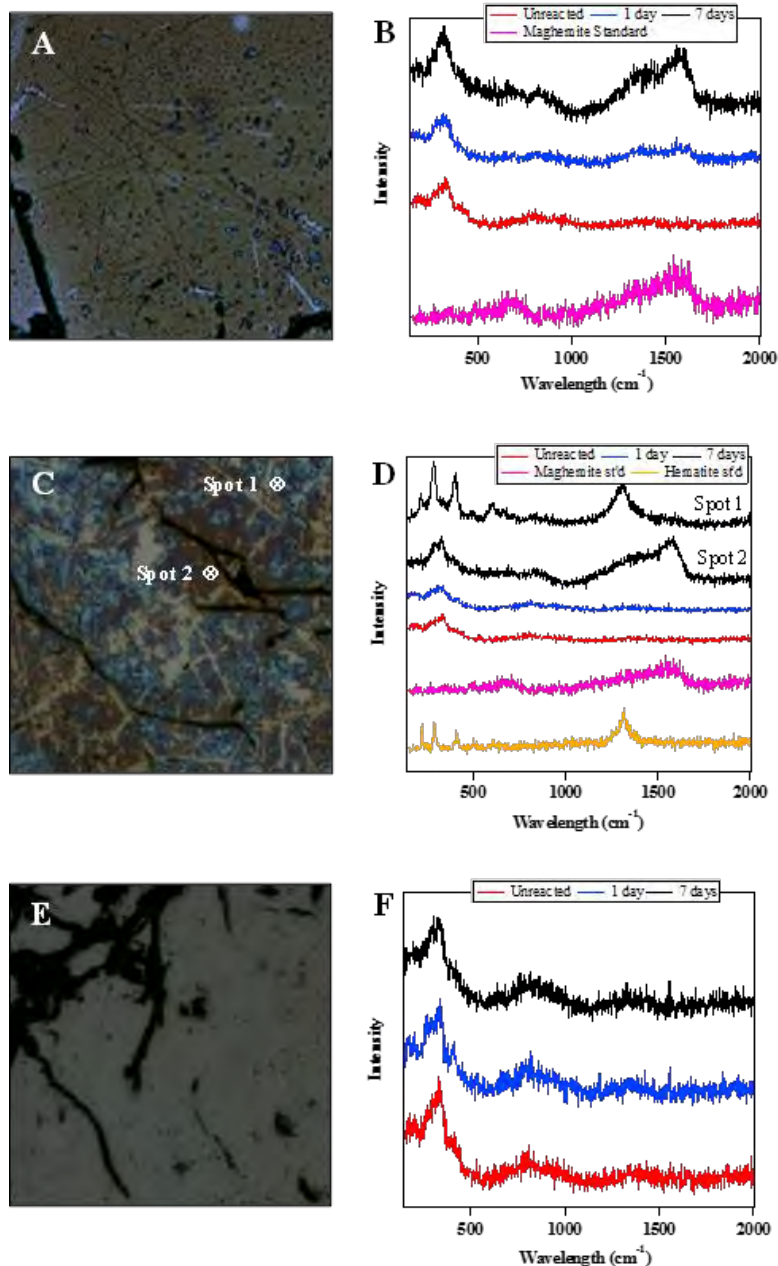 A
B
Unreacted 1 day 7 days
Maghemite Standard
Intensity
500 1000 1500 2000
Wavelength (cm-1)
C
Spot 1 ⊗
Spot 2 ⊗
D
Unreacted 1 day 7 days
Maghemite st'd Hematite st'd
Spot 1
Spot 2
Intensity
500 1000 1500 2000
Wavelength (cm-1)
E
F
Unreacted 1 day 7 days
Intensity
500 1000 1500 2000
Wavelength (cm-1)